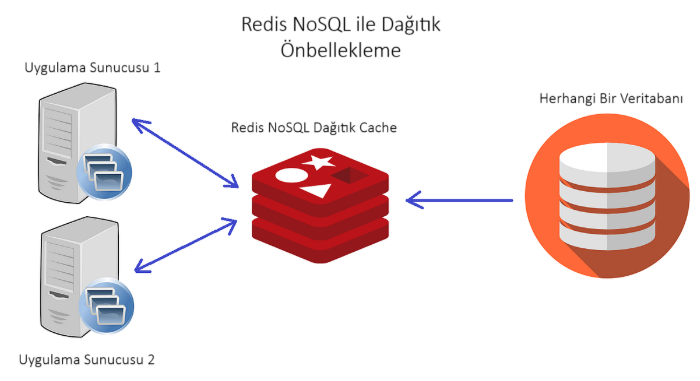 Redis NoSQL ile Dağıtık
Önbellekleme
Uygulama Sunucusu 1
Herhangi Bir Veritabanı
Redis NoSQL Dağıtık Cache
Uygulama Sunucusu 2